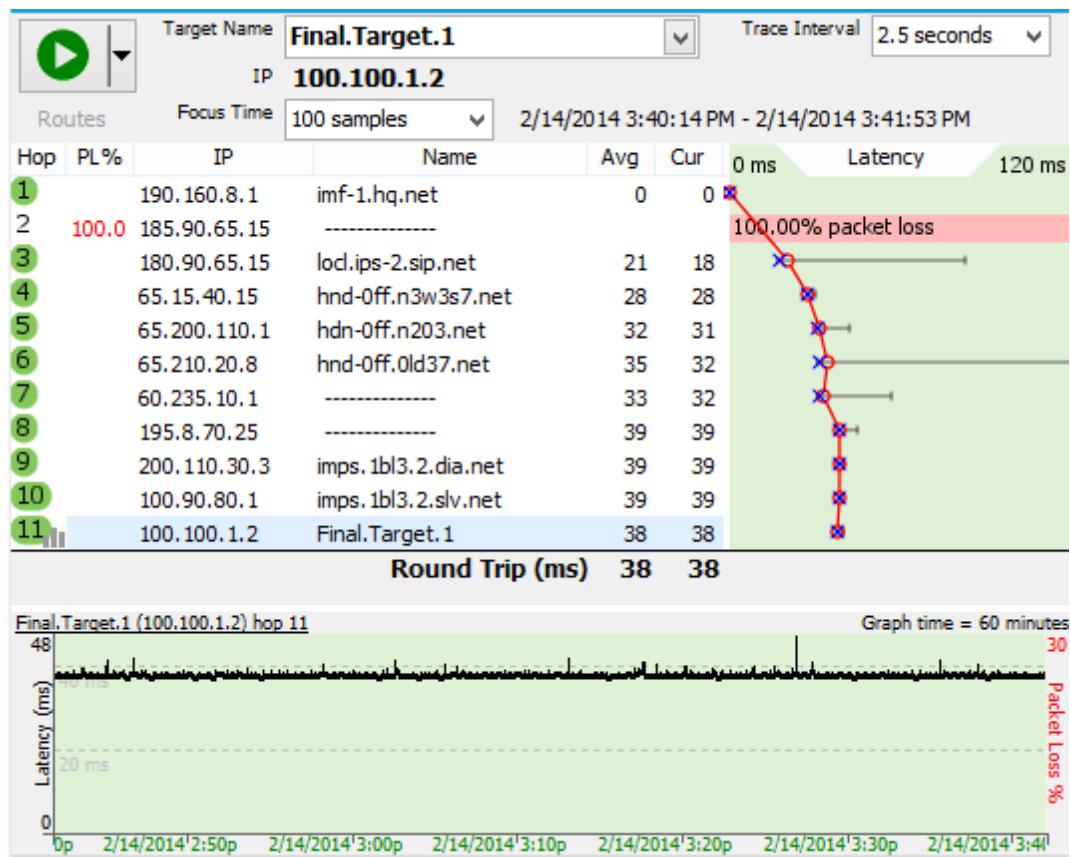 Target Name Final.Target.1 Trace Interval 2.5 seconds
IP 100.100.1.2
Routes Focus Time 100 samples 2/14/2014 3:40:14 PM - 2/14/2014 3:41:53 PM
Hop PL% IP Name Avg Cur 0 ms Latency 120 ms
1 190.160.8.1 imf-1.hq.net 0 0
2 100.0 185.90.65.15 -------------- 100.00% packet loss
3 180.90.65.15 locl.ips-2.sip.net 21 18
4 65.15.40.15 hnd-0ff.n3w3s7.net 28 28
5 65.200.110.1 hdn-0ff.n203.net 32 31
6 65.210.20.8 hnd-0ff.0ld37.net 35 32
7 60.235.10.1 -------------- 33 32
8 195.8.70.25 -------------- 39 39
9 200.110.30.3 imps.1bl3.2.dia.net 39 39
10 100.90.80.1 imps.1bl3.2.slv.net 39 39
11 100.100.1.2 Final.Target.1 38 38
Round Trip (ms) 38 38
Final.Target.1 (100.100.1.2) hop 11 Graph time = 60 minutes
48 30
40 ms
Latency (ms)
Packet Loss %
20 ms
0
0p 2/14/2014 2:50p 2/14/2014 3:00p 2/14/2014 3:10p 2/14/2014 3:20p 2/14/2014 3:30p 2/14/2014 3:4